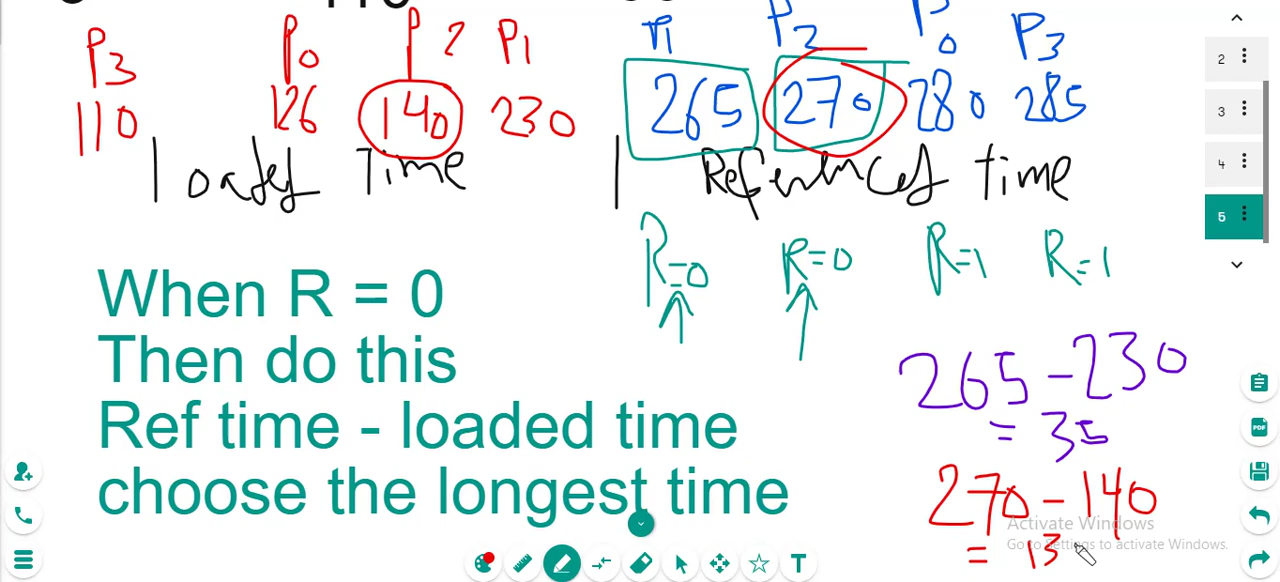 P3 P0 P2 P1 P1 P2 P0 P3
110 126 140 230 265 270 280 285
Loaded Time Referenced time
R=0 R=0 R=1 R=1
When R = 0
Then do this
Ref time - loaded time
choose the longest time
265-230
= 35
270-140
= 13
Activate Windows
Go to Settings to activate Windows.
2
3
4
5
PDF
T